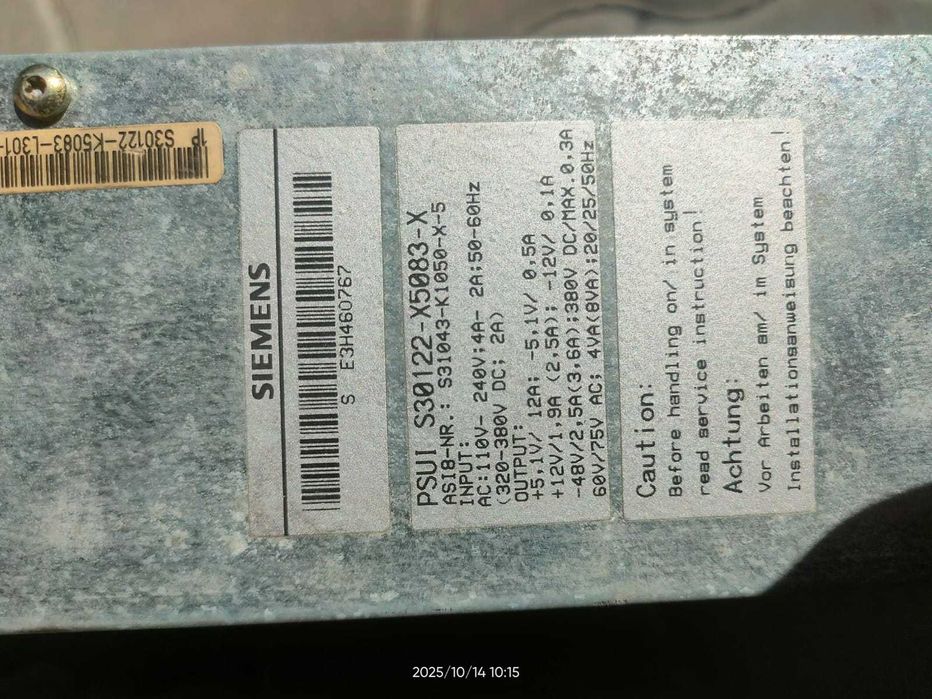 1P
S30122-K5083-L301-
SIEMENS
S E3H460767
PSUI S30122-X5083-X
ASI8-NR.: S31043-K1050-X-5
INPUT:
AC:110V- 240V;4A- 2A;50-60Hz
(320-380V DC; 2A)
OUTPUT:
+5,1V/ 12A; -5,1V/ 0,5A
+12V/1,9A (2,5A); -12V/ 0,1A
-48V/2,5A(3,6A);380V DC/MAX.0,3A
60V/75V AC; 4VA(8VA);20/25/50Hz
Caution:
Before handling on/ in system
read service instruction!
Achtung:
Vor Arbeiten am/ im System
Installationsanweisung beachten!
2025/10/14 10:15